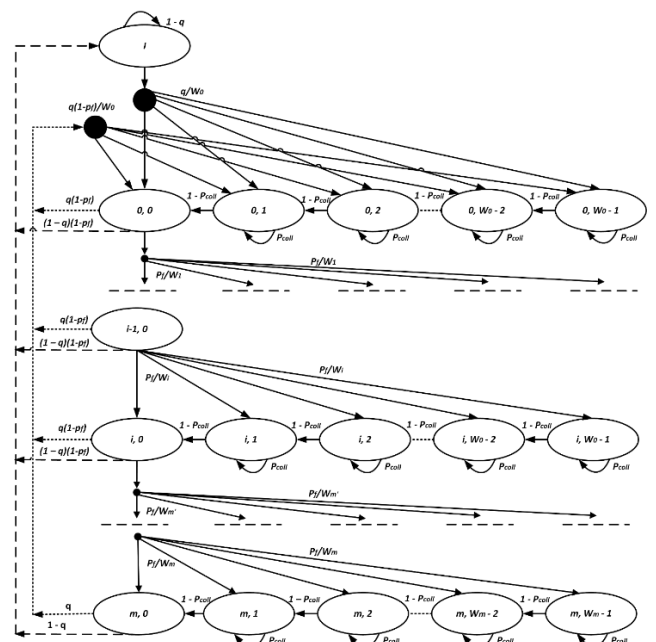 1 - q
I
q/W0
q(1-pf)/W0
q(1-pf)
1 - Pcoll
1 - Pcoll
1 - Pcoll
0, 0
0, 1
0, 2
0, W0 - 2
0, W0 - 1
(1 – q)(1-pf)
Pcoll
Pcoll
Pcoll
Pcoll
Pf/W1
Pf/W1
q(1-pf)
i-1, 0
(1 – q)(1-pf)
Pf/Wi
Pf/Wi
q(1-pf)
1 - Pcoll
1 - Pcoll
1 - Pcoll
1 - Pcoll
i, 0
i, 1
i, 2
i, W0 - 2
i, W0 - 1
(1 – q)(1-pf)
Pcoll
Pcoll
Pcoll
Pcoll
Pf/Wm'
Pf/Wm'
Pf/Wm
Pf/Wm
q
1 - Pcoll
1 – Pcoll
1 - Pcoll
1 - Pcoll
m, 0
m, 1
m, 2
m, Wm - 2
m, Wm - 1
1 - q
Pcoll
Pcoll
Pcoll
Pcoll